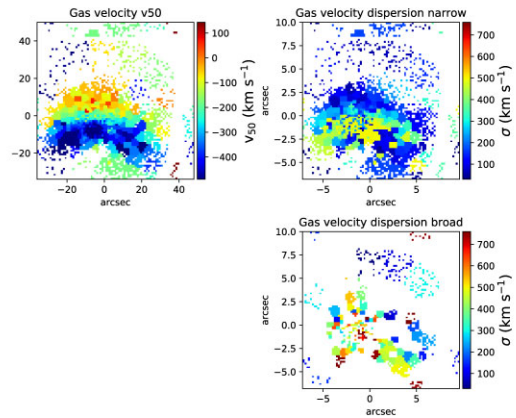 Gas velocity v50
40
20
0
−20
−20 0 20 40
arcsec
100
0
−100
−200
−300
−400
v50 (km s−1)
Gas velocity dispersion narrow
10.0
7.5
5.0
2.5
0.0
−2.5
−5.0
arcsec
−5 0 5
arcsec
700
600
500
400
300
200
100
σ (km s−1)
Gas velocity dispersion broad
10.0
7.5
5.0
2.5
0.0
−2.5
−5.0
arcsec
−5 0 5
arcsec
700
600
500
400
300
200
100
σ (km s−1)